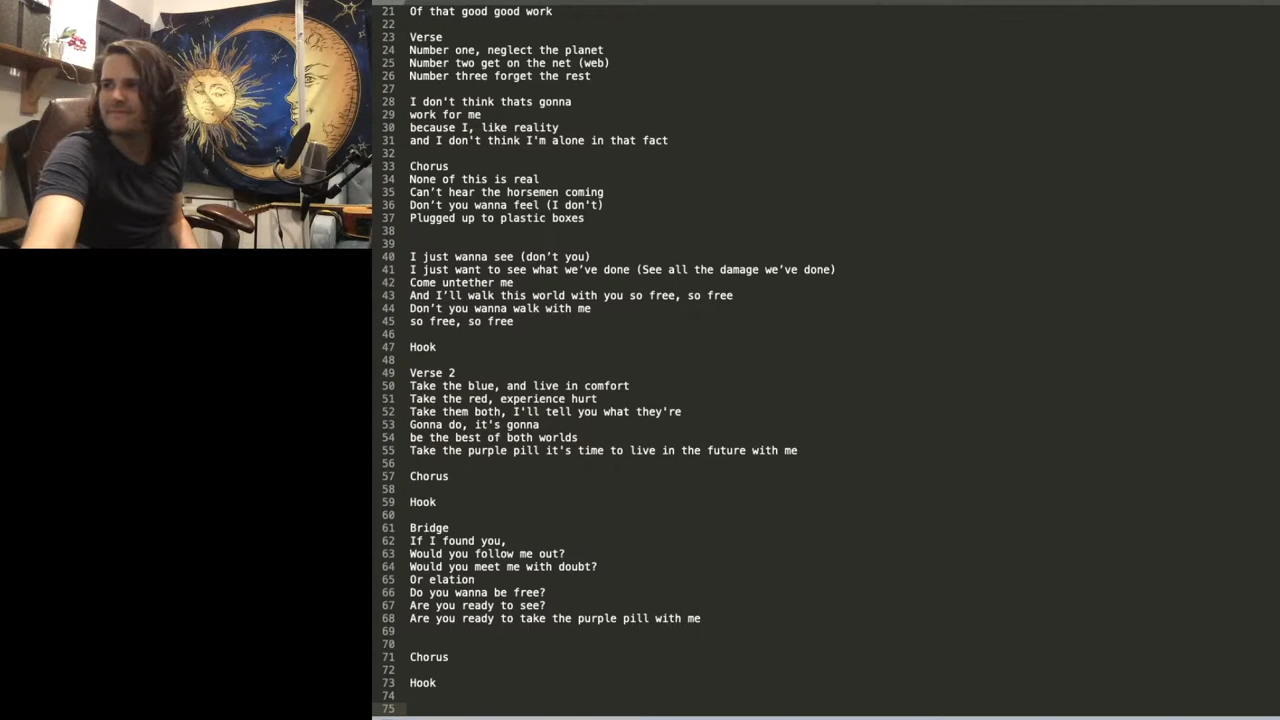 21 Of that good good work
22
23 Verse
24 Number one, neglect the planet
25 Number two get on the net (web)
26 Number three forget the rest
27
28 I don't think thats gonna
29 work for me
30 because I, like reality
31 and I don't think I'm alone in that fact
32
33 Chorus
34 None of this is real
35 Can’t hear the horsemen coming
36 Don’t you wanna feel (I don't)
37 Plugged up to plastic boxes
38
39
40 I just wanna see (don’t you)
41 I just want to see what we’ve done (See all the damage we’ve done)
42 Come untether me
43 And I’ll walk this world with you so free, so free
44 Don’t you wanna walk with me
45 so free, so free
46
47 Hook
48
49 Verse 2
50 Take the blue, and live in comfort
51 Take the red, experience hurt
52 Take them both, I'll tell you what they're
53 Gonna do, it's gonna
54 be the best of both worlds
55 Take the purple pill it's time to live in the future with me
56
57 Chorus
58
59 Hook
60
61 Bridge
62 If I found you,
63 Would you follow me out?
64 Would you meet me with doubt?
65 Or elation
66 Do you wanna be free?
67 Are you ready to see?
68 Are you ready to take the purple pill with me
69
70
71 Chorus
72
73 Hook
74
75